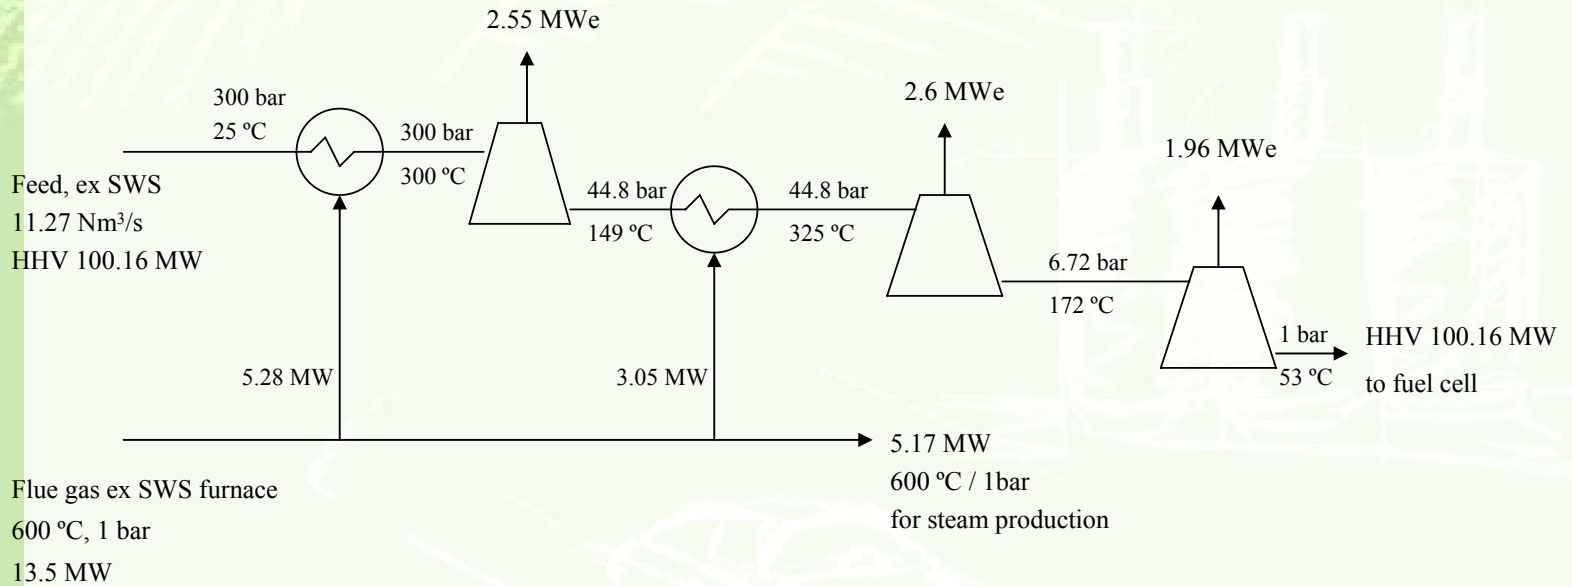 2.55 MWe
2.6 MWe
1.96 MWe
300 bar
25 ºC
300 bar
300 ºC
Feed, ex SWS
11.27 Nm³/s
HHV 100.16 MW
44.8 bar
149 ºC
44.8 bar
325 ºC
6.72 bar
172 ºC
1 bar
53 ºC
HHV 100.16 MW
to fuel cell
5.28 MW
3.05 MW
5.17 MW
600 ºC / 1bar
for steam production
Flue gas ex SWS furnace
600 ºC, 1 bar
13.5 MW